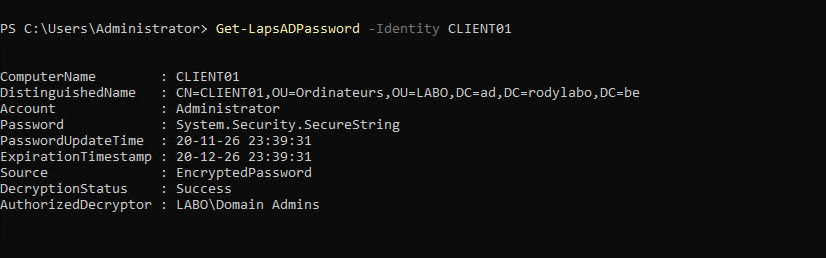 PS C:\Users\Administrator> Get-LapsADPassword -Identity CLIENT01
ComputerName        : CLIENT01
DistinguishedName   : CN=CLIENT01,OU=Ordinateurs,OU=LABO,DC=ad,DC=rodylabo,DC=be
Account             : Administrator
Password            : System.Security.SecureString
PasswordUpdateTime  : 20-11-26 23:39:31
ExpirationTimestamp : 20-12-26 23:39:31
Source              : EncryptedPassword
DecryptionStatus    : Success
AuthorizedDecryptor : LABO\Domain Admins